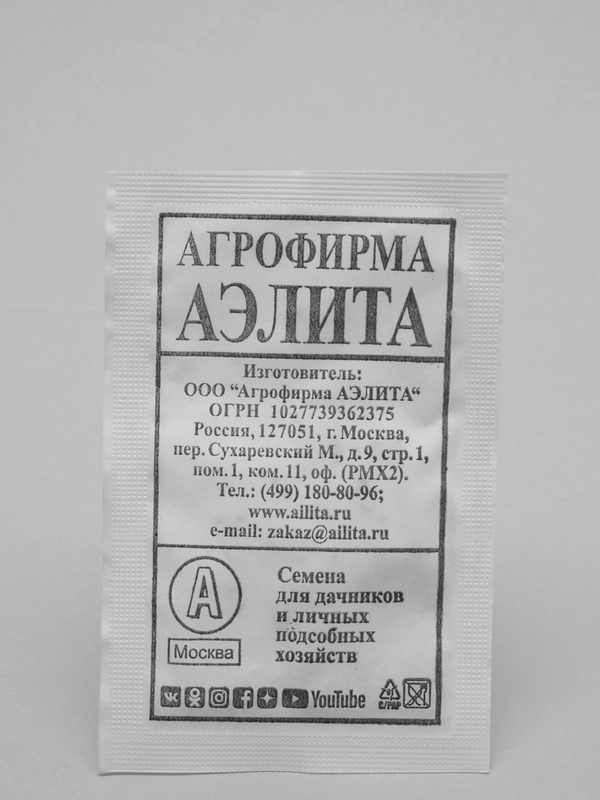 АГРОФИРМА
АЭЛИТА
Изготовитель:
ООО “Агрофирма АЭЛИТА“
ОГРН 1027739362375
Россия, 127051, г. Москва,
пер. Сухаревский М., д. 9, стр. 1,
пом. 1, ком. 11, оф. (РМХ2).
Тел.: (499) 180-80-96;
www.ailita.ru
e-mail: zakaz@ailita.ru
А
Москва
Семена
для дачников
и личных
подсобных
хозяйств
YouTube
C/PAP